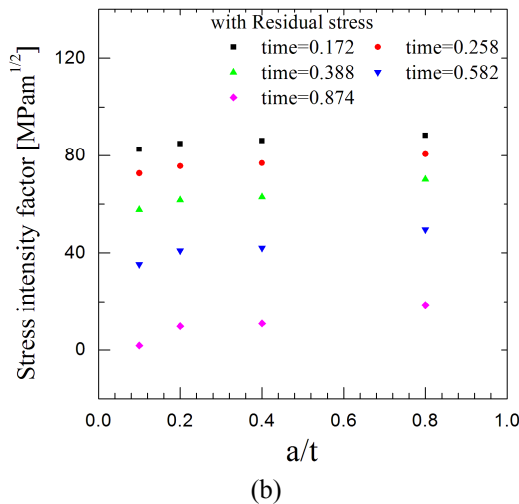 with Residual stress
time=0.172 time=0.258
time=0.388 time=0.582
time=0.874
Stress intensity factor [MPam^{1/2}]
120
80
40
0
0.0 0.2 0.4 0.6 0.8 1.0
a/t
(b)